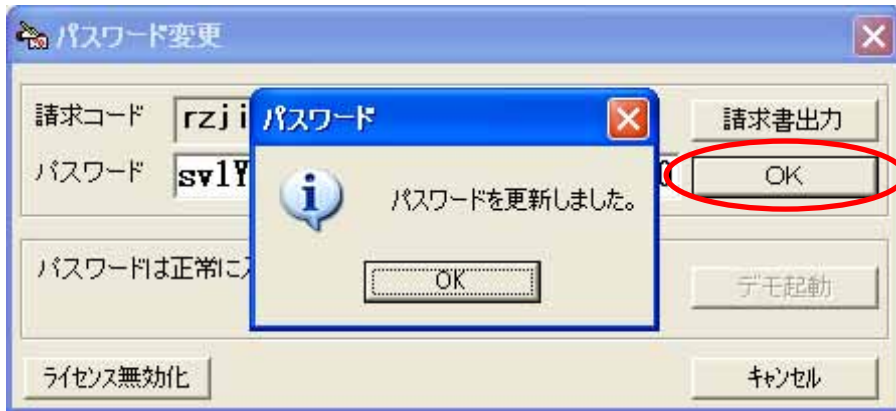 パスワード変更
請求コード rzji
請求書出力
パスワード sv1Y
OK
パスワード
パスワードを更新しました。
OK
パスワードは正常に
デモ起動
ライセンス無効化
キャンセル